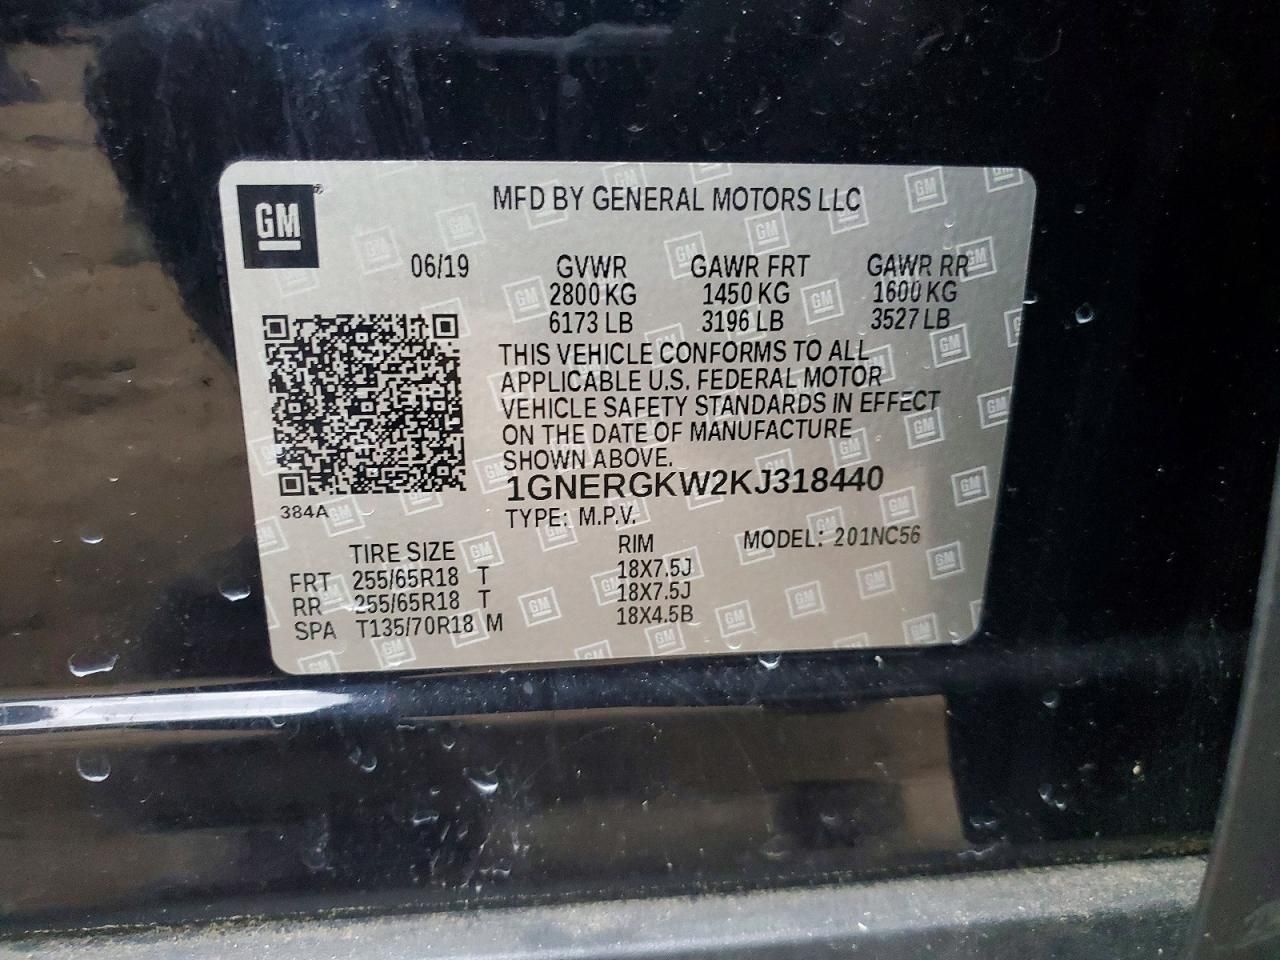 GM
MFD BY GENERAL MOTORS LLC
06/19 GVWR GAWR FRT GAWR RR
2800 KG 1450 KG 1600 KG
6173 LB 3196 LB 3527 LB
THIS VEHICLE CONFORMS TO ALL
APPLICABLE U.S. FEDERAL MOTOR
VEHICLE SAFETY STANDARDS IN EFFECT
ON THE DATE OF MANUFACTURE
SHOWN ABOVE.
1GNERGKW2KJ318440
384A
TYPE: M.P.V.
MODEL: 201NC56
TIRE SIZE RIM
FRT 255/65R18 T 18X7.5J
RR 255/65R18 T 18X7.5J
SPA T135/70R18 M 18X4.5B